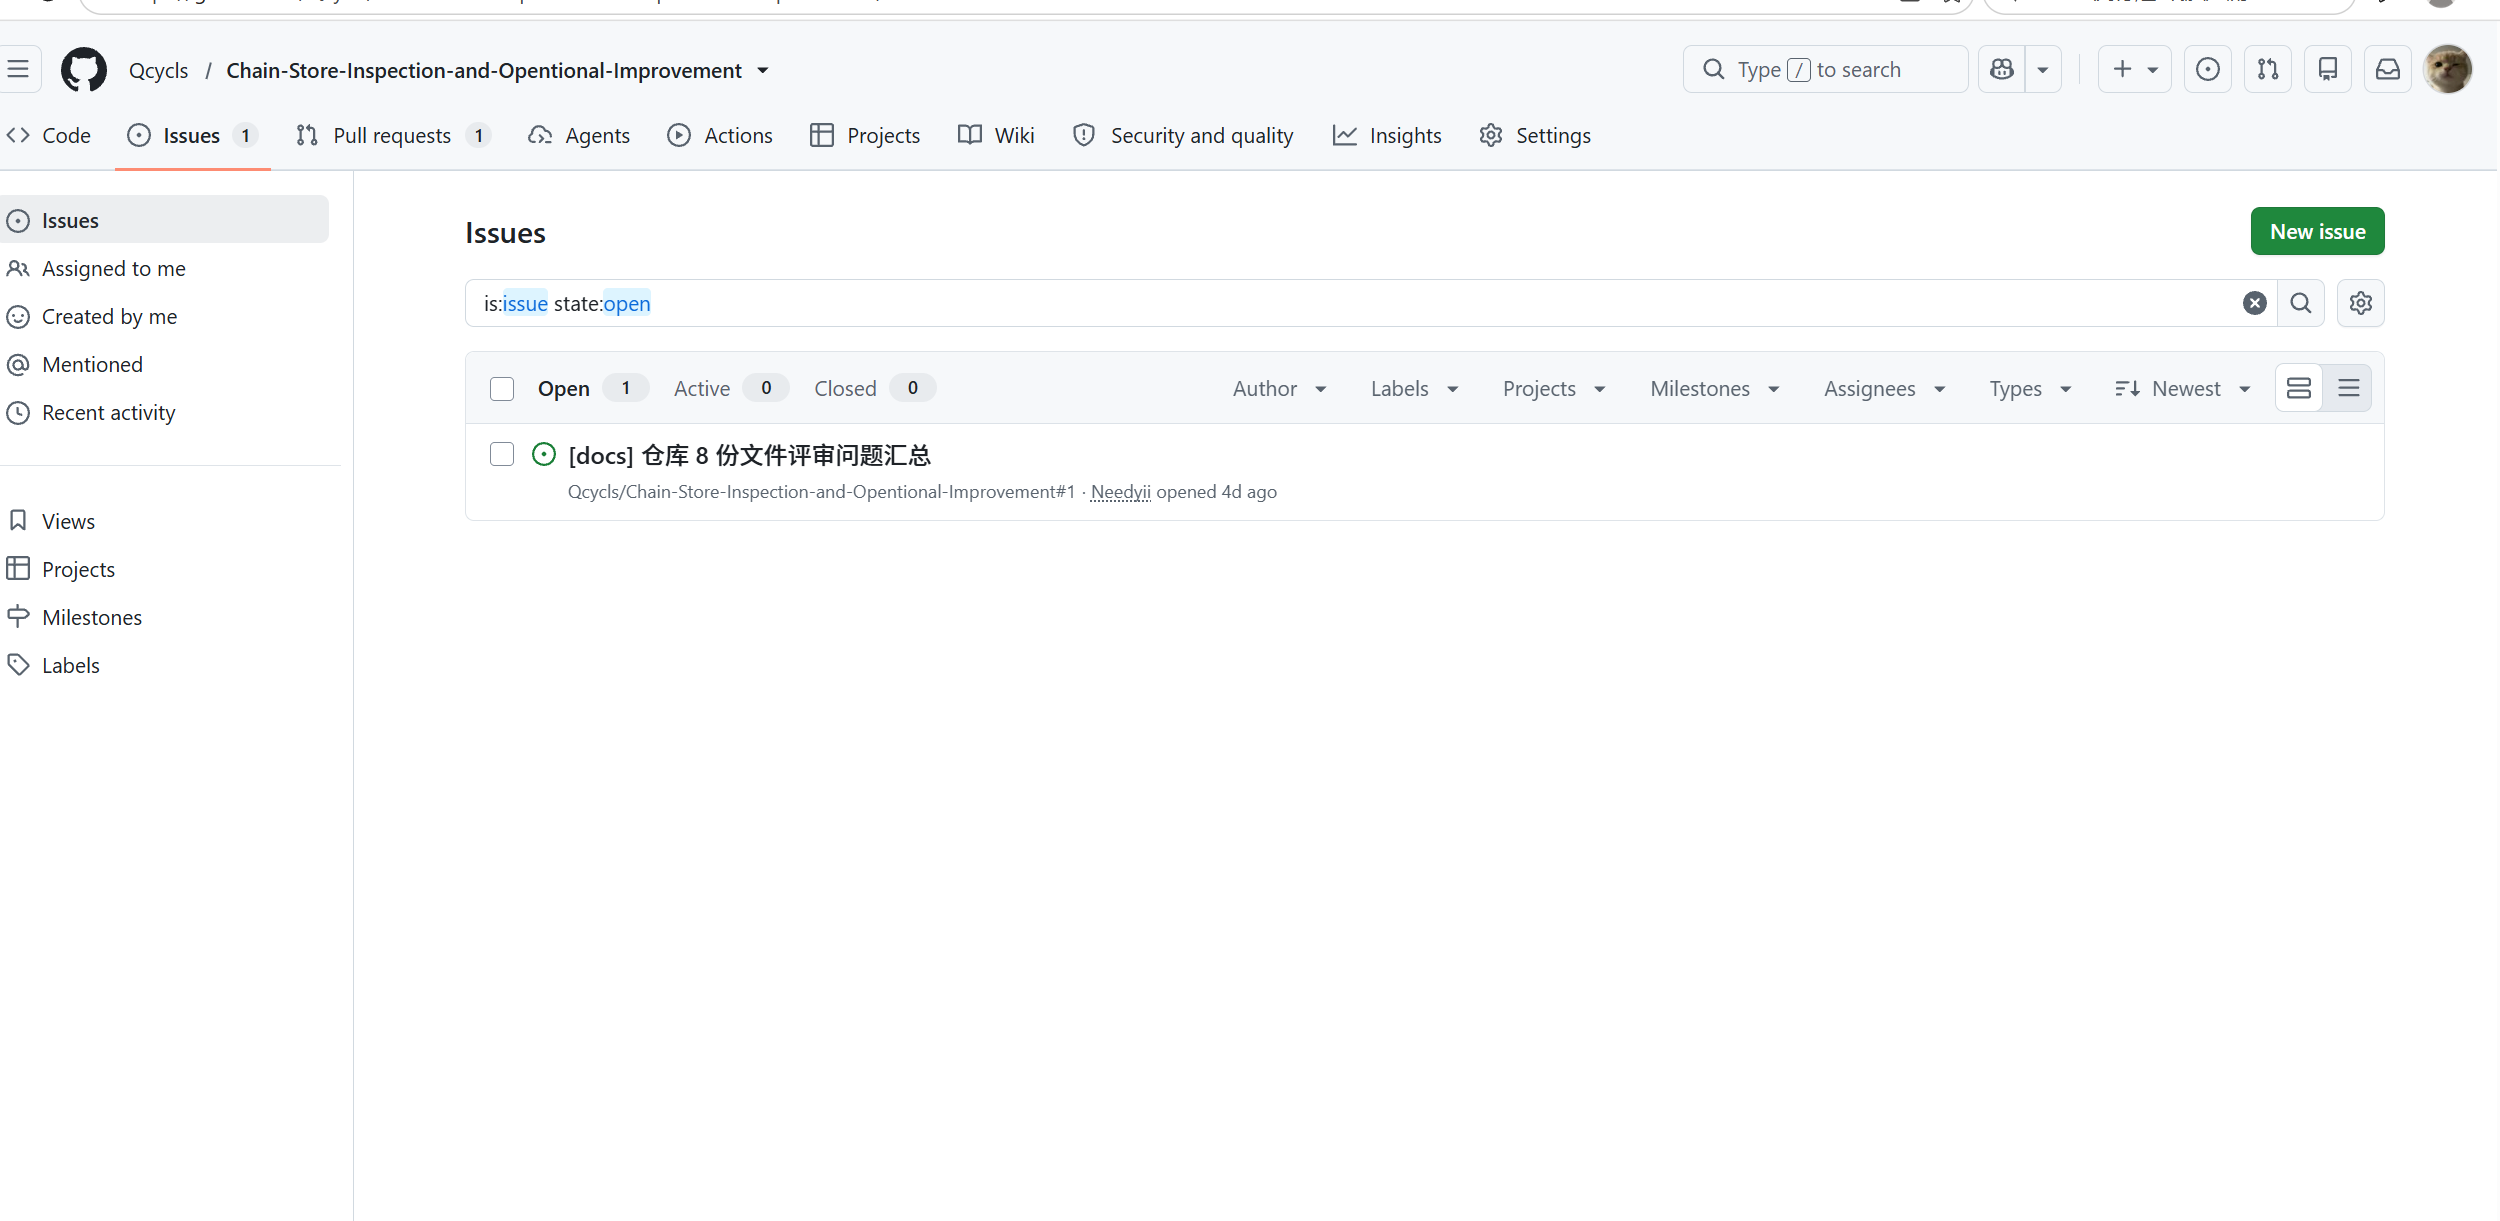 Qcycls / Chain-Store-Inspection-and-Opentional-Improvement
Type / to search
Code
Issues 1
Pull requests 1
Agents
Actions
Projects
Wiki
Security and quality
Insights
Settings
Issues
Assigned to me
Created by me
Mentioned
Recent activity
Views
Projects
Milestones
Labels
Issues
New issue
is:issue state:open
Open 1
Active 0
Closed 0
Author
Labels
Projects
Milestones
Assignees
Types
Newest
[docs] 仓库 8 份文件评审问题汇总
Qcycls/Chain-Store-Inspection-and-Opentional-Improvement#1 · Needyii opened 4d ago